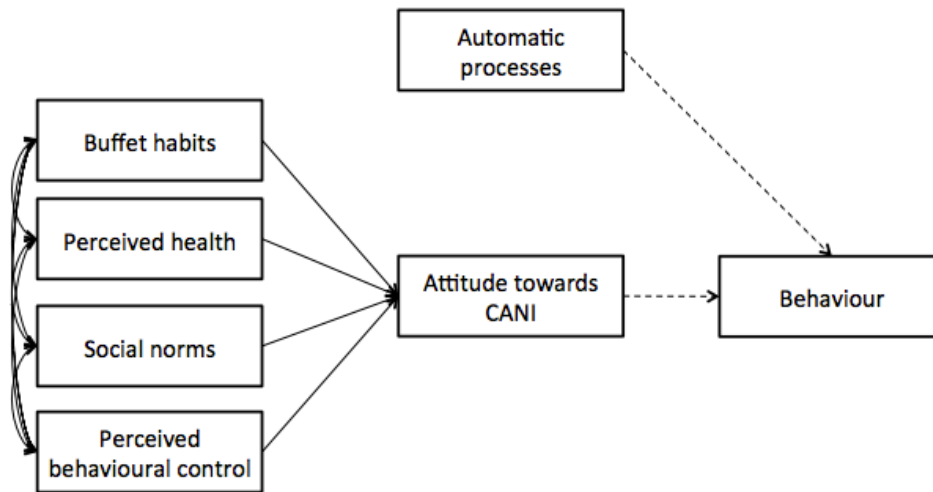 Automatic
processes
Buffet habits
Perceived health
Attitude towards
CANI
Behaviour
Social norms
Perceived
behavioural control